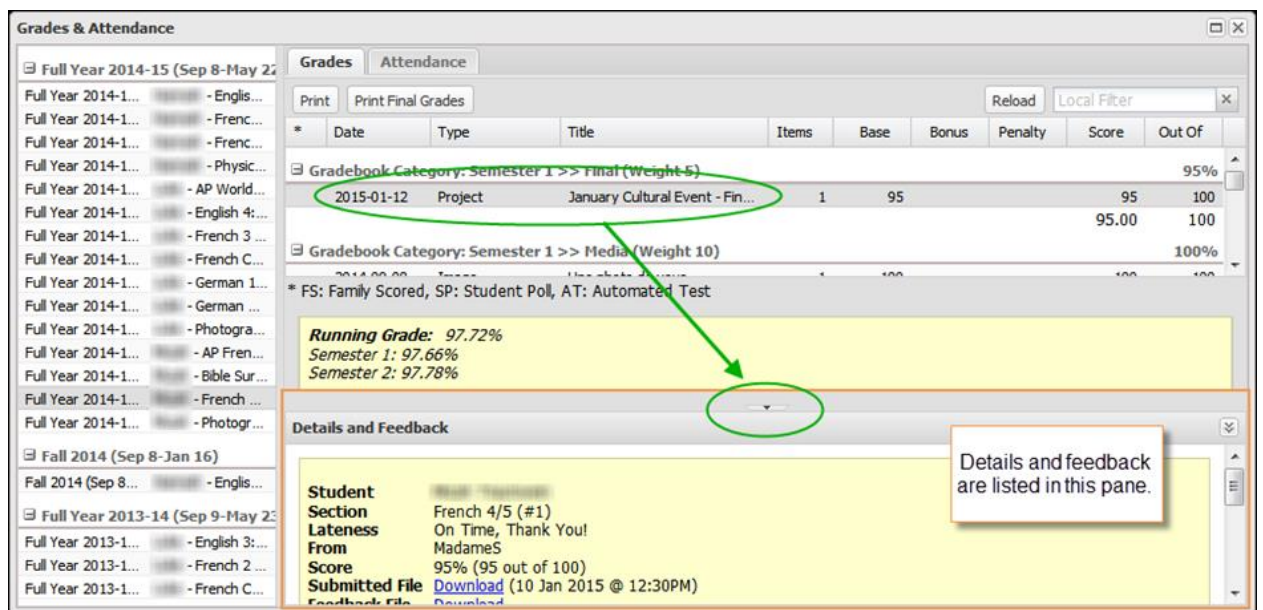 Grades & Attendance
Full Year 2014-15 (Sep 8-May 22
Full Year 2014-1... - Englis...
Full Year 2014-1... - Frenc...
Full Year 2014-1... - Frenc...
Full Year 2014-1... - Physic...
Full Year 2014-1... - AP World...
Full Year 2014-1... - English 4:...
Full Year 2014-1... - French 3 ...
Full Year 2014-1... - French C...
Full Year 2014-1... - German 1...
Full Year 2014-1... - German ...
Full Year 2014-1... - Photogra...
Full Year 2014-1... - AP Fren...
Full Year 2014-1... - Bible Sur...
Full Year 2014-1... - French ...
Full Year 2014-1... - Photogr...
Fall 2014 (Sep 8-Jan 16)
Fall 2014 (Sep 8... - Englis...
Full Year 2013-14 (Sep 9-May 23
Full Year 2013-1... - English 3:...
Full Year 2013-1... - French 2 ...
Full Year 2013-1... - French C...
Grades Attendance
Print Print Final Grades Reload Local Filter
* Date Type Title Items Base Bonus Penalty Score Out Of
Gradebook Category: Semester 1 >> Final (Weight 5) 95%
2015-01-12 Project January Cultural Event - Fin... 1 95 95 100
95.00 100
Gradebook Category: Semester 1 >> Media (Weight 10) 100%
* FS: Family Scored, SP: Student Poll, AT: Automated Test
Running Grade: 97.72%
Semester 1: 97.66%
Semester 2: 97.78%
Details and Feedback
Details and feedback
are listed in this pane.
Student
Section French 4/5 (#1)
Lateness On Time, Thank You!
From MadameS
Score 95% (95 out of 100)
Submitted File Download (10 Jan 2015 @ 12:30PM)
Feedback File Download